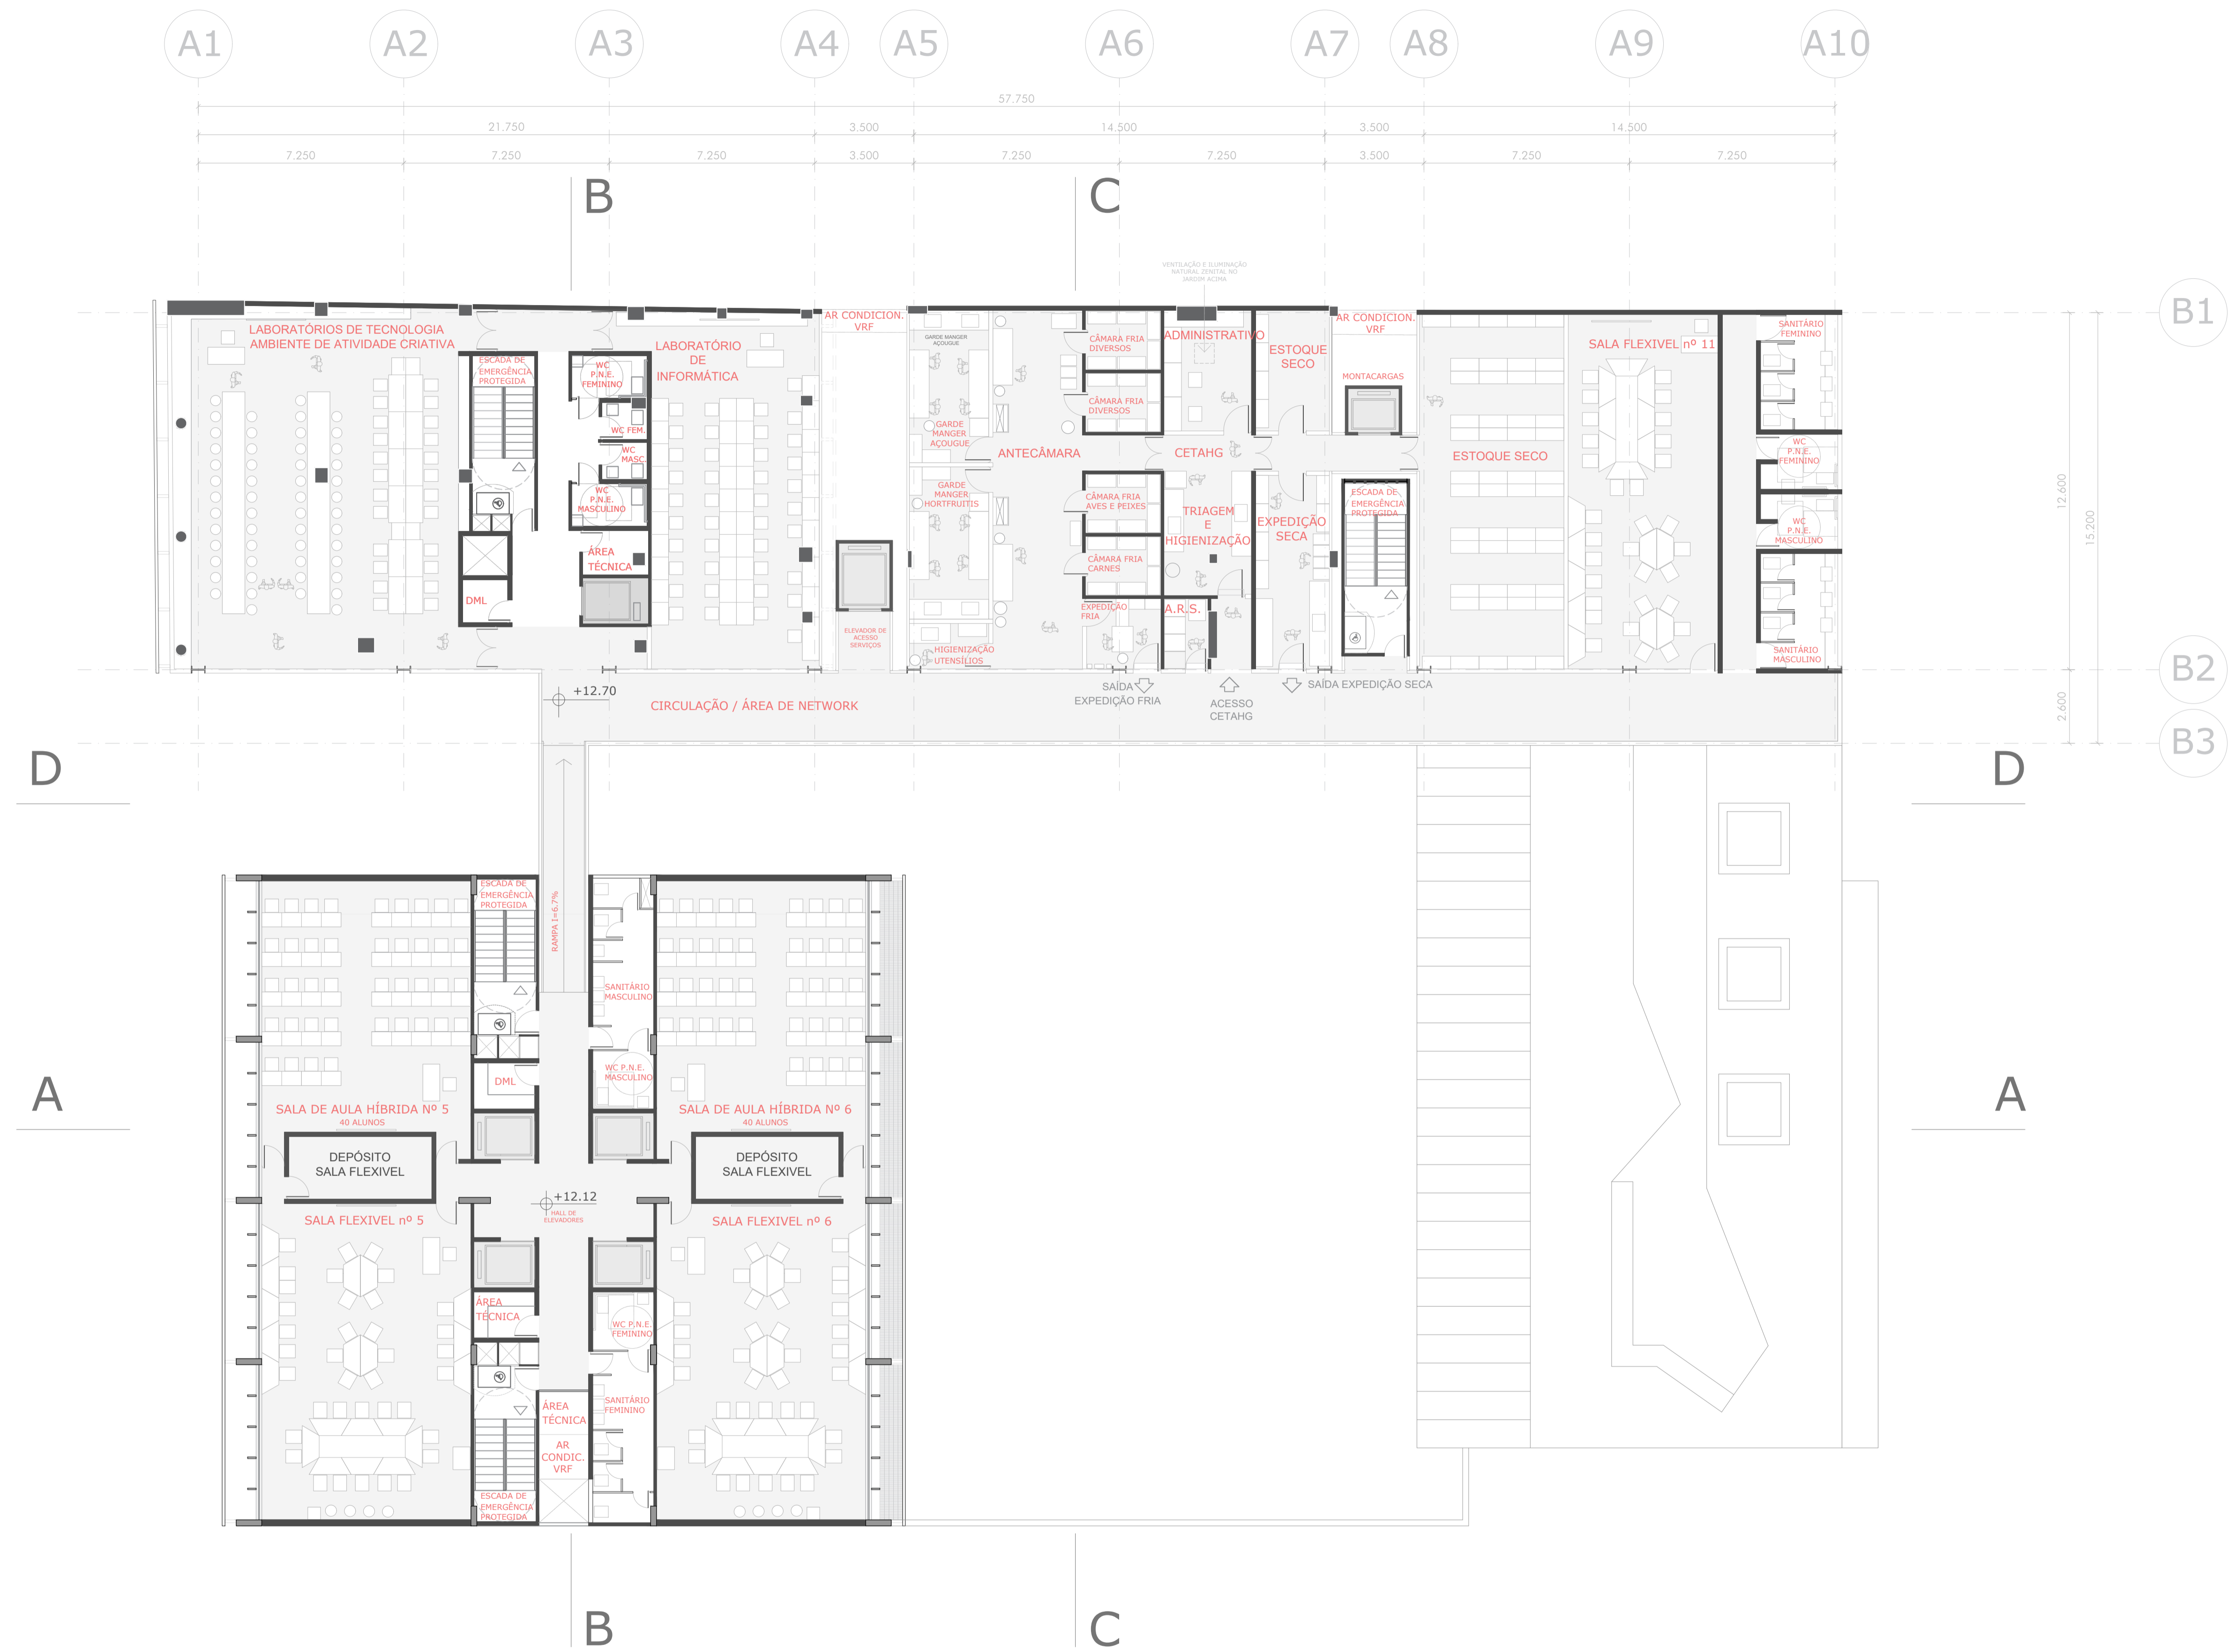 A1
A2
A3
A4
A5
A6
A7
A8
A9
A10
57.750
21.750
3.500
14.500
3.500
14.500
7.250
7.250
7.250
3.500
7.250
7.250
3.500
7.250
7.250
B
C
VENTILAÇÃO E ILUMINAÇÃO
NATURAL ZENITAL NO
JARDIM ACIMA
B1
B2
B3
12.600
15.200
2.600
LABORATÓRIOS DE TECNOLOGIA
AMBIENTE DE ATIVIDADE CRIATIVA
ESCADA DE
EMERGÊNCIA
PROTEGIDA
WC
P.N.E.
FEMININO
WC FEM.
WC
MASC.
WC
P.N.E.
MASCULINO
ÁREA
TÉCNICA
DML
LABORATÓRIO
DE
INFORMÁTICA
AR CONDICION.
VRF
ELEVADOR DE
ACESSO
SERVIÇOS
GARDE MANGER
AÇOUGUE
GARDE
MANGER
AÇOUGUE
GARDE
MANGER
HORTFRUITIS
HIGIENIZAÇÃO
UTENSÍLIOS
ANTECÂMARA
CÂMARA FRIA
DIVERSOS
CÂMARA FRIA
DIVERSOS
CÂMARA FRIA
AVES E PEIXES
CÂMARA FRIA
CARNES
EXPEDIÇÃO
FRIA
ADMINISTRATIVO
CETAHG
TRIAGEM
E
HIGIENIZAÇÃO
A.R.S.
ESTOQUE
SECO
EXPEDIÇÃO
SECA
AR CONDICION.
VRF
MONTACARGAS
ESCADA DE
EMERGÊNCIA
PROTEGIDA
ESTOQUE SECO
SALA FLEXIVEL nº 11
SANITÁRIO
FEMININO
WC
P.N.E.
FEMININO
WC
P.N.E.
MASCULINO
SANITÁRIO
MASCULINO
+12.70
CIRCULAÇÃO / ÁREA DE NETWORK
SAÍDA
EXPEDIÇÃO FRIA
ACESSO
CETAHG
SAÍDA EXPEDIÇÃO SECA
D
D
RAMPA I=6.7%
ESCADA DE
EMERGÊNCIA
PROTEGIDA
SANITÁRIO
MASCULINO
WC P.N.E.
MASCULINO
DML
A
A
SALA DE AULA HÍBRIDA Nº 5
40 ALUNOS
SALA DE AULA HÍBRIDA Nº 6
40 ALUNOS
DEPÓSITO
SALA FLEXIVEL
DEPÓSITO
SALA FLEXIVEL
+12.12
HALL DE
ELEVADORES
SALA FLEXIVEL nº 5
SALA FLEXIVEL nº 6
ÁREA
TÉCNICA
WC P.N.E.
FEMININO
SANITÁRIO
FEMININO
ÁREA
TÉCNICA
AR
CONDIC.
VRF
ESCADA DE
EMERGÊNCIA
PROTEGIDA
B
C